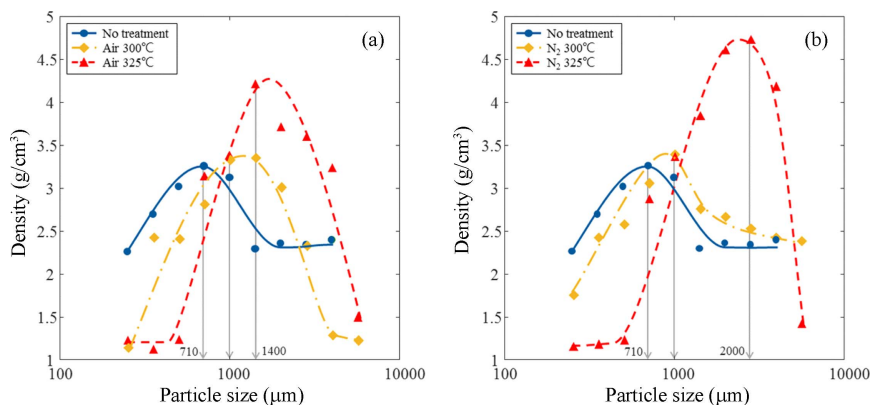 5
4.5
4
3.5
3
2.5
2
1.5
1
Density (g/cm³)
No treatment
Air 300℃
Air 325℃
(a)
710
1400
100
1000
10000
Particle size (μm)
5
4.5
4
3.5
3
2.5
2
1.5
1
Density (g/cm³)
No treatment
N₂ 300℃
N₂ 325℃
(b)
710
2000
100
1000
10000
Particle size (μm)